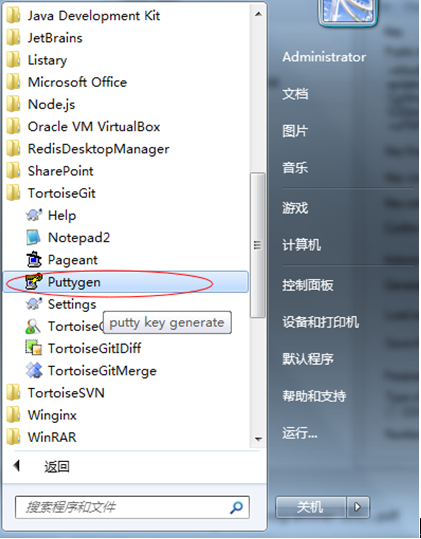 Java Development Kit
JetBrains
Listary
Microsoft Office
Node.js
Oracle VM VirtualBox
RedisDesktopManager
SharePoint
TortoiseGit
Help
Notepad2
Pageant
Puttygen
Settings
putty key generate
TortoiseGitIDiff
TortoiseGitMerge
TortoiseSVN
Winginx
WinRAR
返回
搜索程序和文件
Administrator
文档
图片
音乐
游戏
计算机
控制面板
设备和打印机
默认程序
帮助和支持
运行...
关机